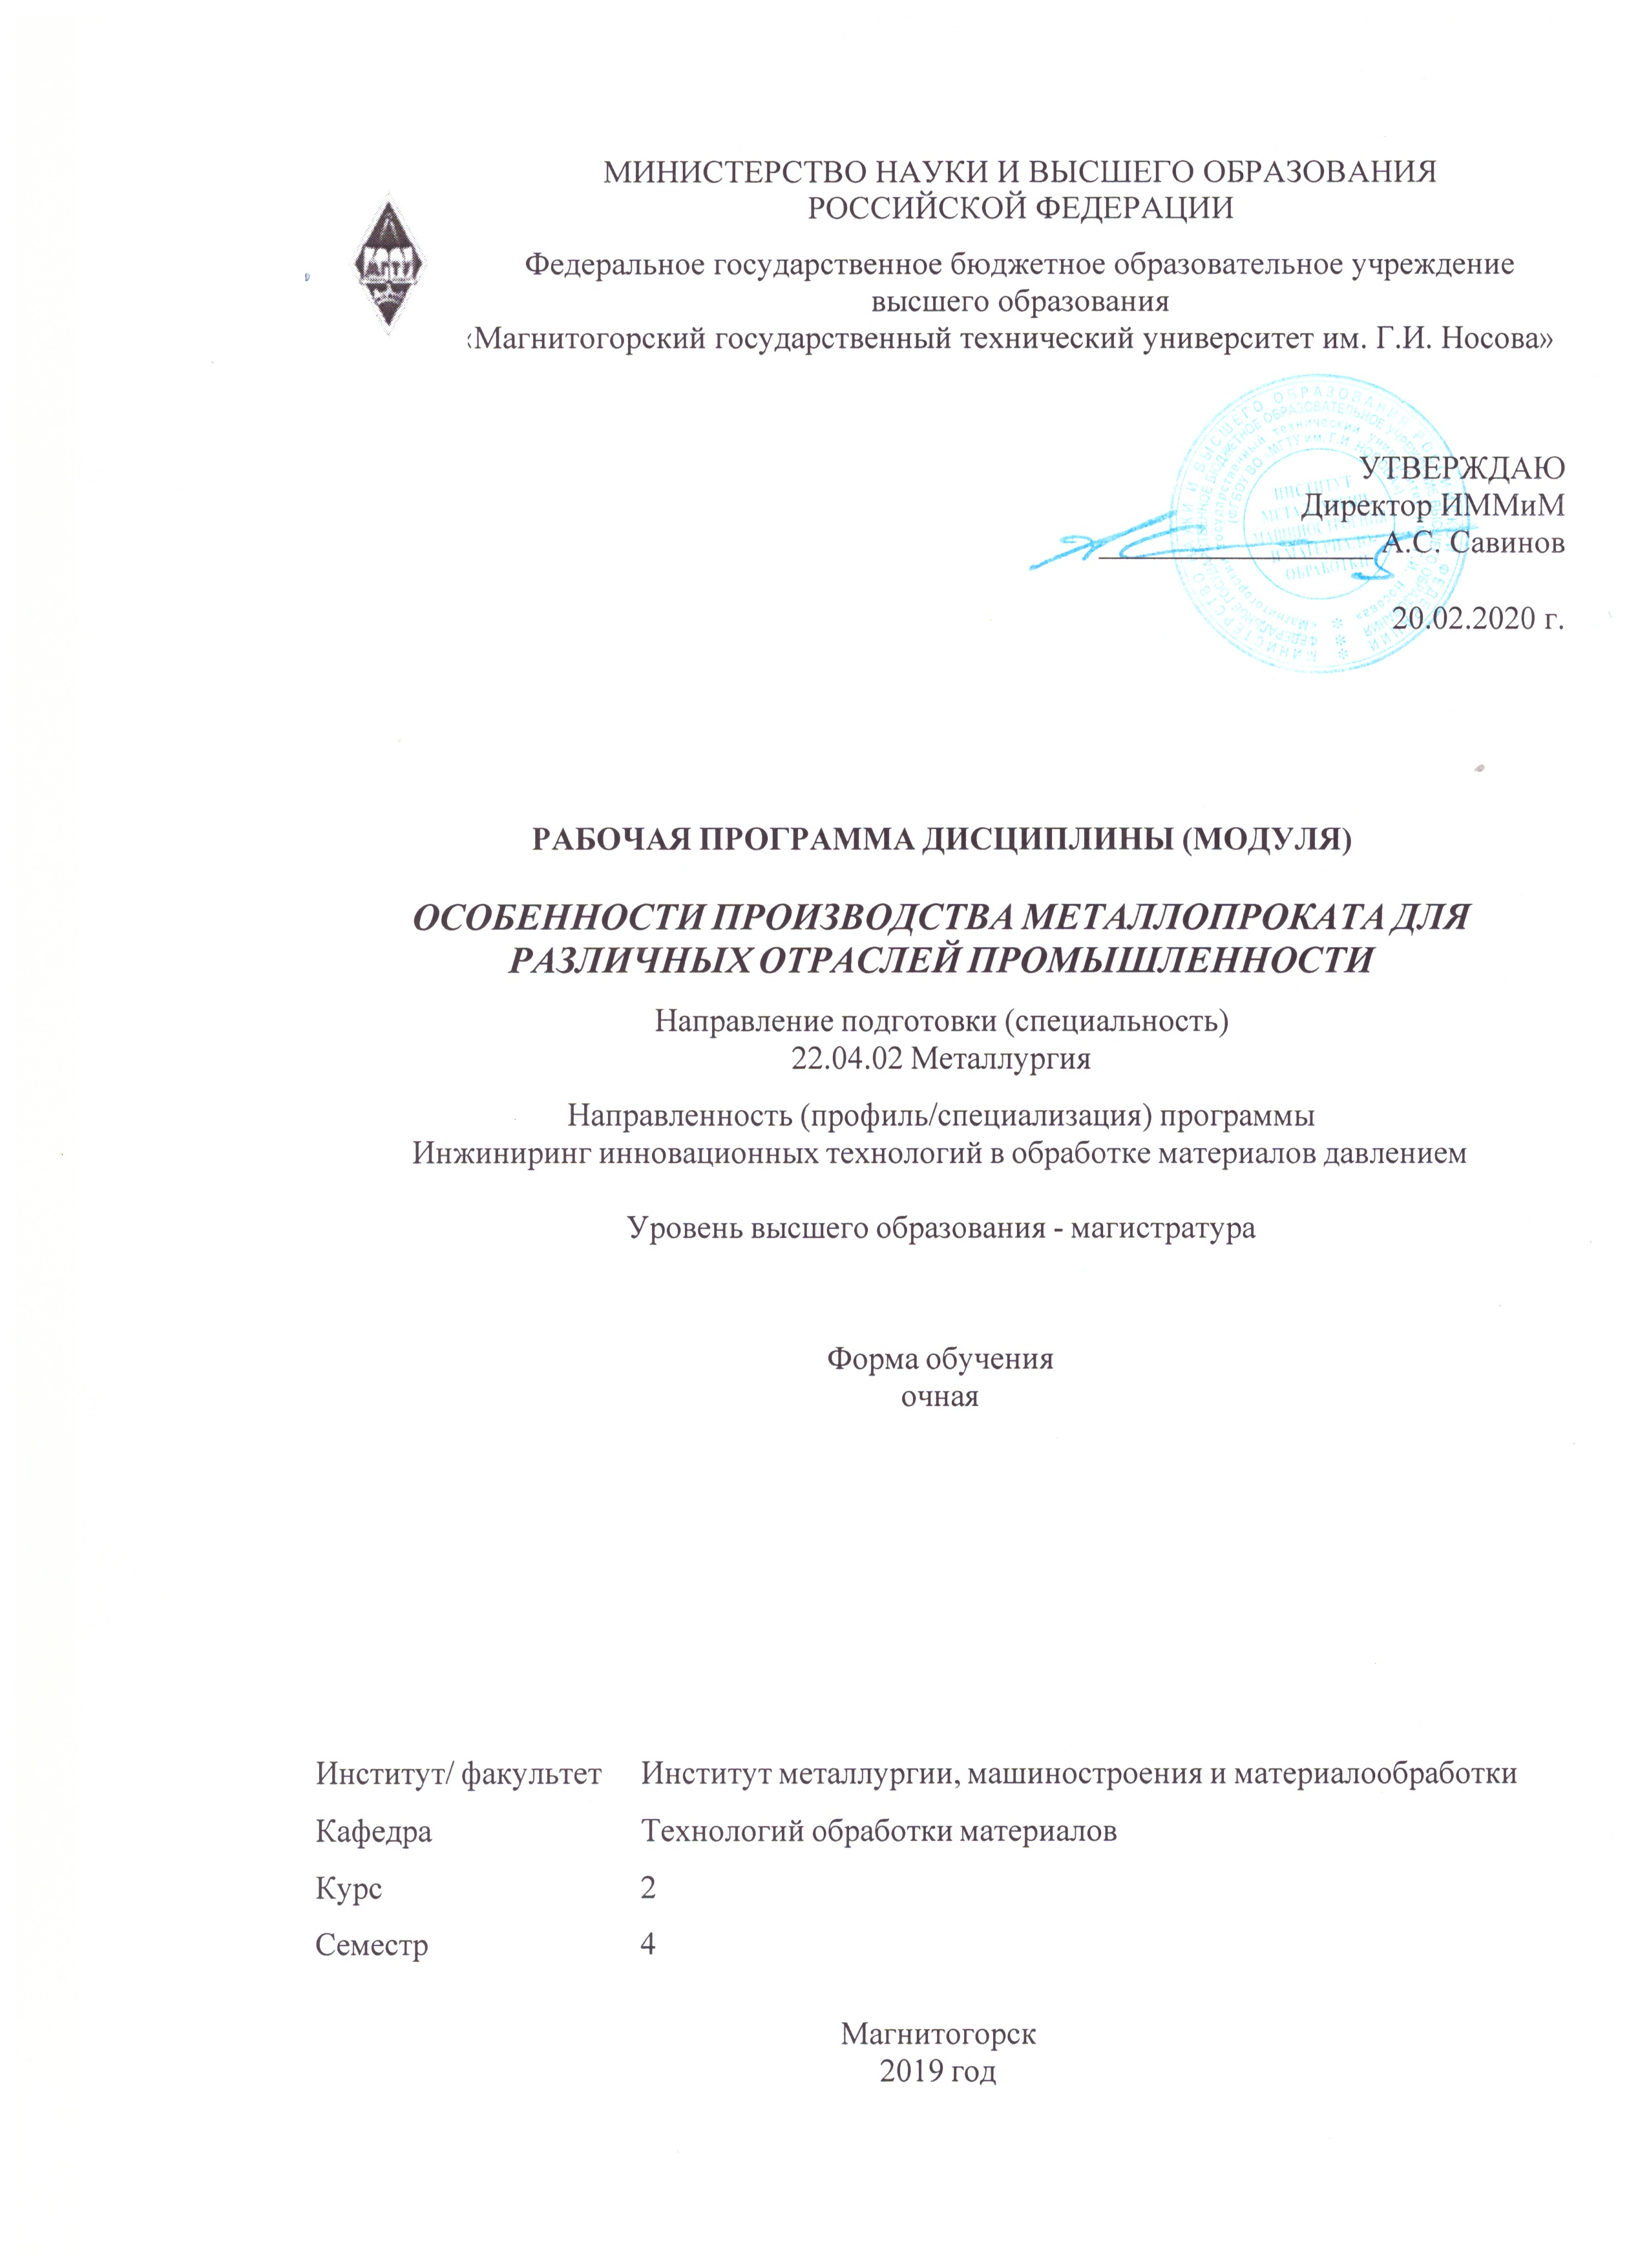 МИНИСТЕРСТВО НАУКИ И ВЫСШЕГО ОБРАЗОВАНИЯ
РОССИЙСКОЙ ФЕДЕРАЦИИ
МГТУ
Федеральное государственное бюджетное образовательное учреждение
высшего образования
«Магнитогорский государственный технический университет им. Г.И. Носова»
УТВЕРЖДАЮ
Директор ИММиМ
А.С. Савинов
20.02.2020 г.
РАБОЧАЯ ПРОГРАММА ДИСЦИПЛИНЫ (МОДУЛЯ)
ОСОБЕННОСТИ ПРОИЗВОДСТВА МЕТАЛЛОПРОКАТА ДЛЯ
РАЗЛИЧНЫХ ОТРАСЛЕЙ ПРОМЫШЛЕННОСТИ
Направление подготовки (специальность)
22.04.02 Металлургия
Направленность (профиль/специализация) программы
Инжиниринг инновационных технологий в обработке материалов давлением
Уровень высшего образования - магистратура
Форма обучения
очная
Институт/ факультет Институт металлургии, машиностроения и материалообработки
Кафедра Технологий обработки материалов
Курс 2
Семестр 4
Магнитогорск
2019 год